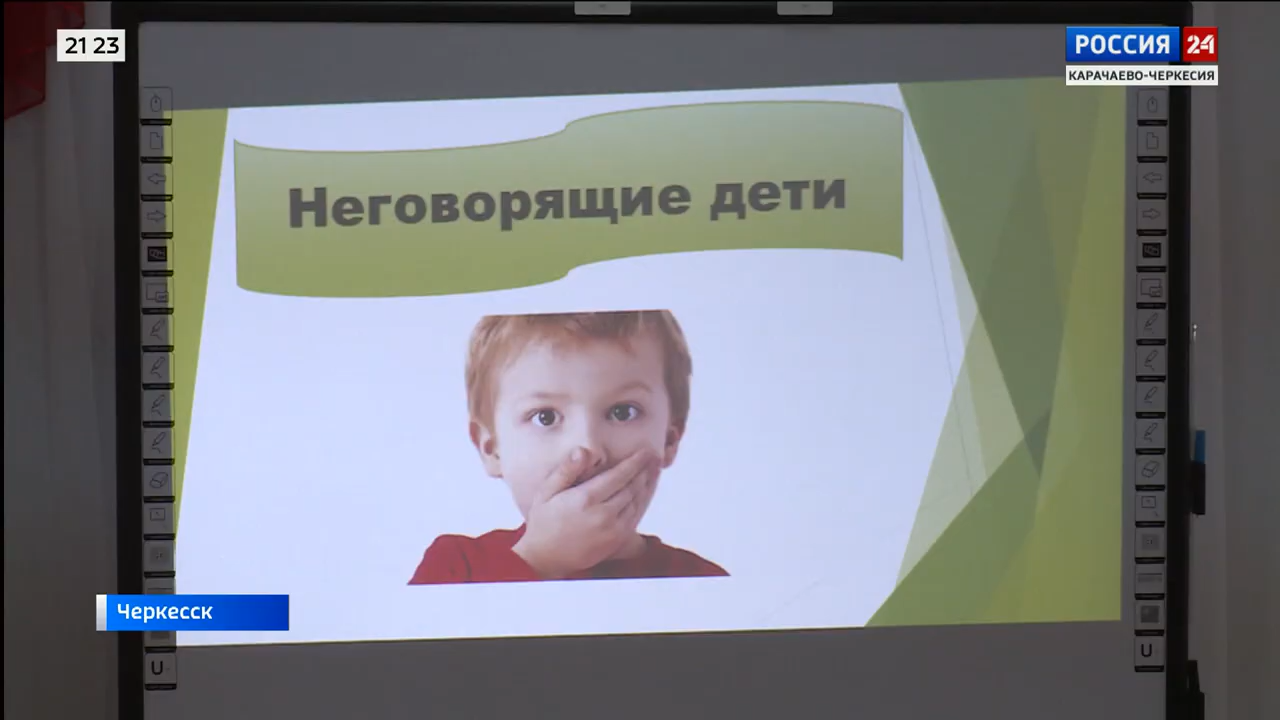 21 23
РОССИЯ 24
КАРАЧАЕВО-ЧЕРКЕСИЯ
Неговорящие дети
Черкесск
U
U